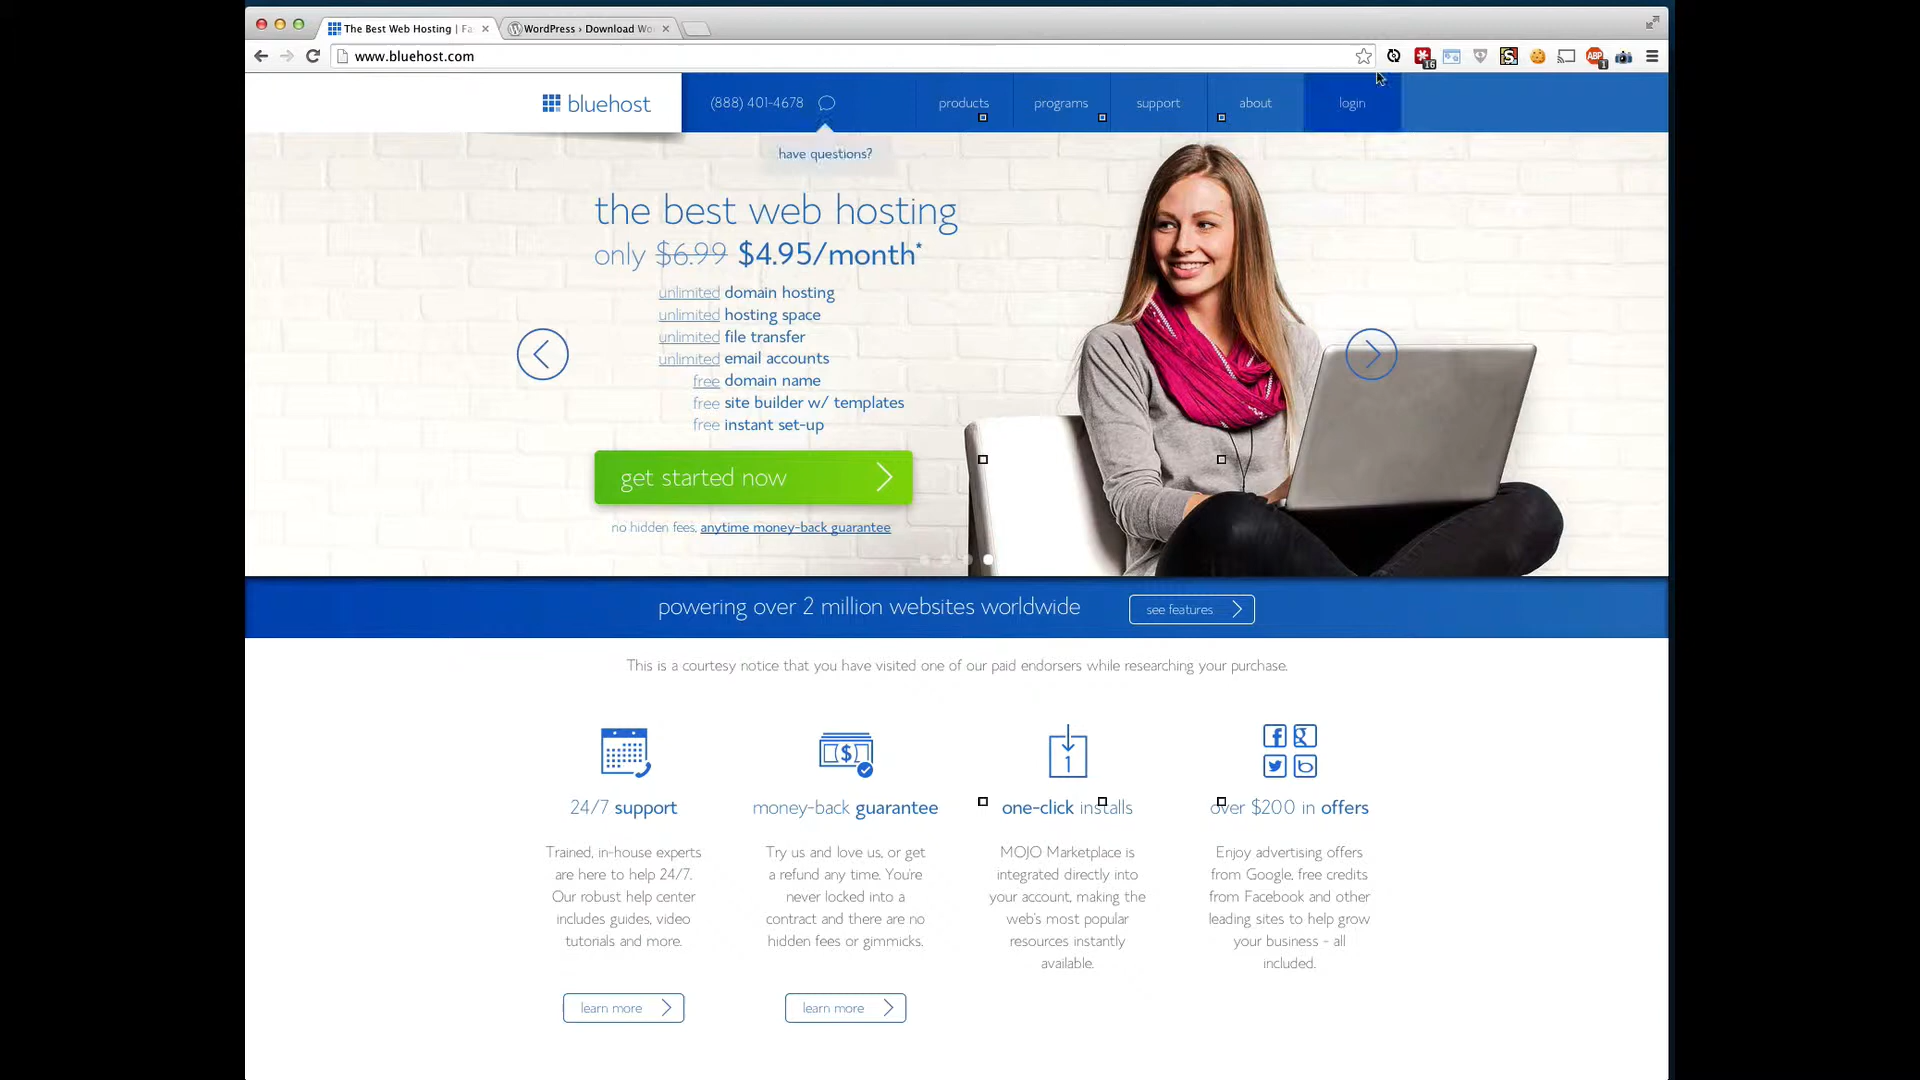 The Best Web Hosting | Fa
WordPress › Download Wo
www.bluehost.com
16
ABP
1
bluehost
(888) 401-4678
products
programs
support
about
login
have questions?
the best web hosting
only $6.99 $4.95/month*
unlimited domain hosting
unlimited hosting space
unlimited file transfer
unlimited email accounts
free domain name
free site builder w/ templates
free instant set-up
get started now
no hidden fees, anytime money-back guarantee
powering over 2 million websites worldwide
see features
This is a courtesy notice that you have visited one of our paid endorsers while researching your purchase.
24/7 support
Trained, in-house experts
are here to help 24/7.
Our robust help center
includes guides, video
tutorials and more.
learn more
money-back guarantee
Try us and love us, or get
a refund any time. You're
never locked into a
contract and there are no
hidden fees or gimmicks.
learn more
1
one-click installs
MOJO Marketplace is
integrated directly into
your account, making the
web's most popular
resources instantly
available.
over $200 in offers
Enjoy advertising offers
from Google, free credits
from Facebook and other
leading sites to help grow
your business - all
included.